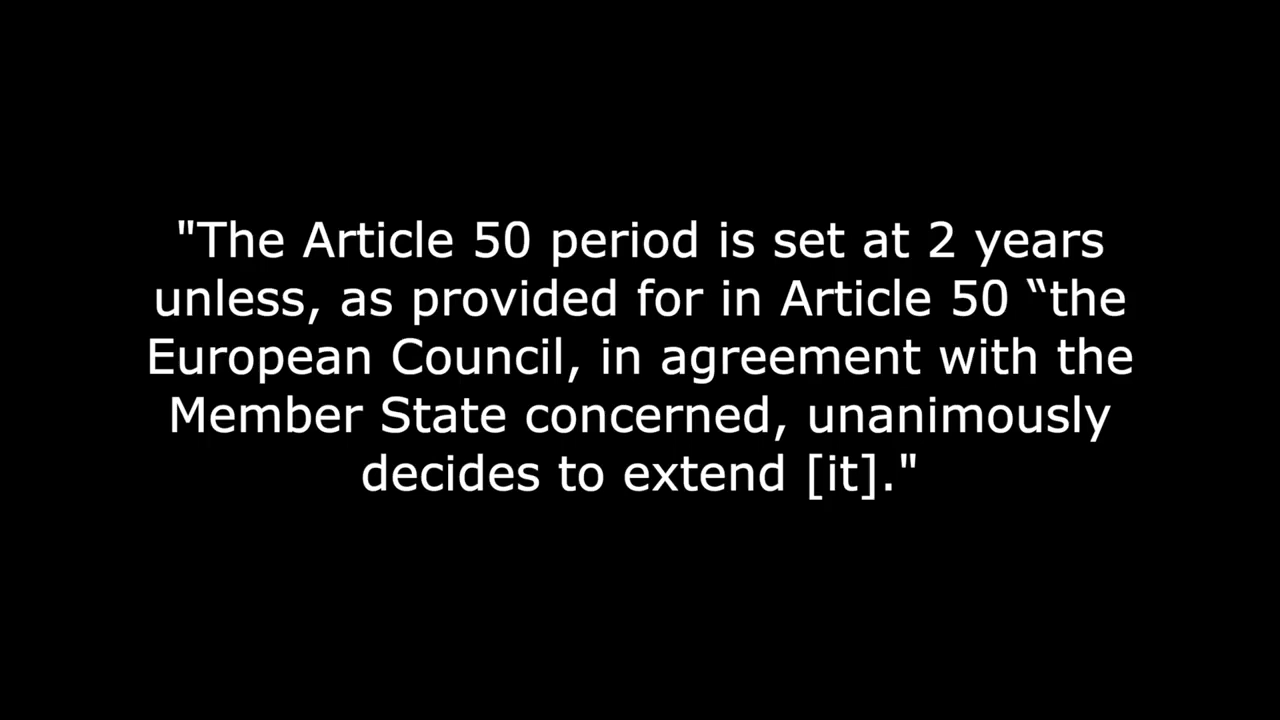 "The Article 50 period is set at 2 years
unless, as provided for in Article 50 “the
European Council, in agreement with the
Member State concerned, unanimously
decides to extend [it]."